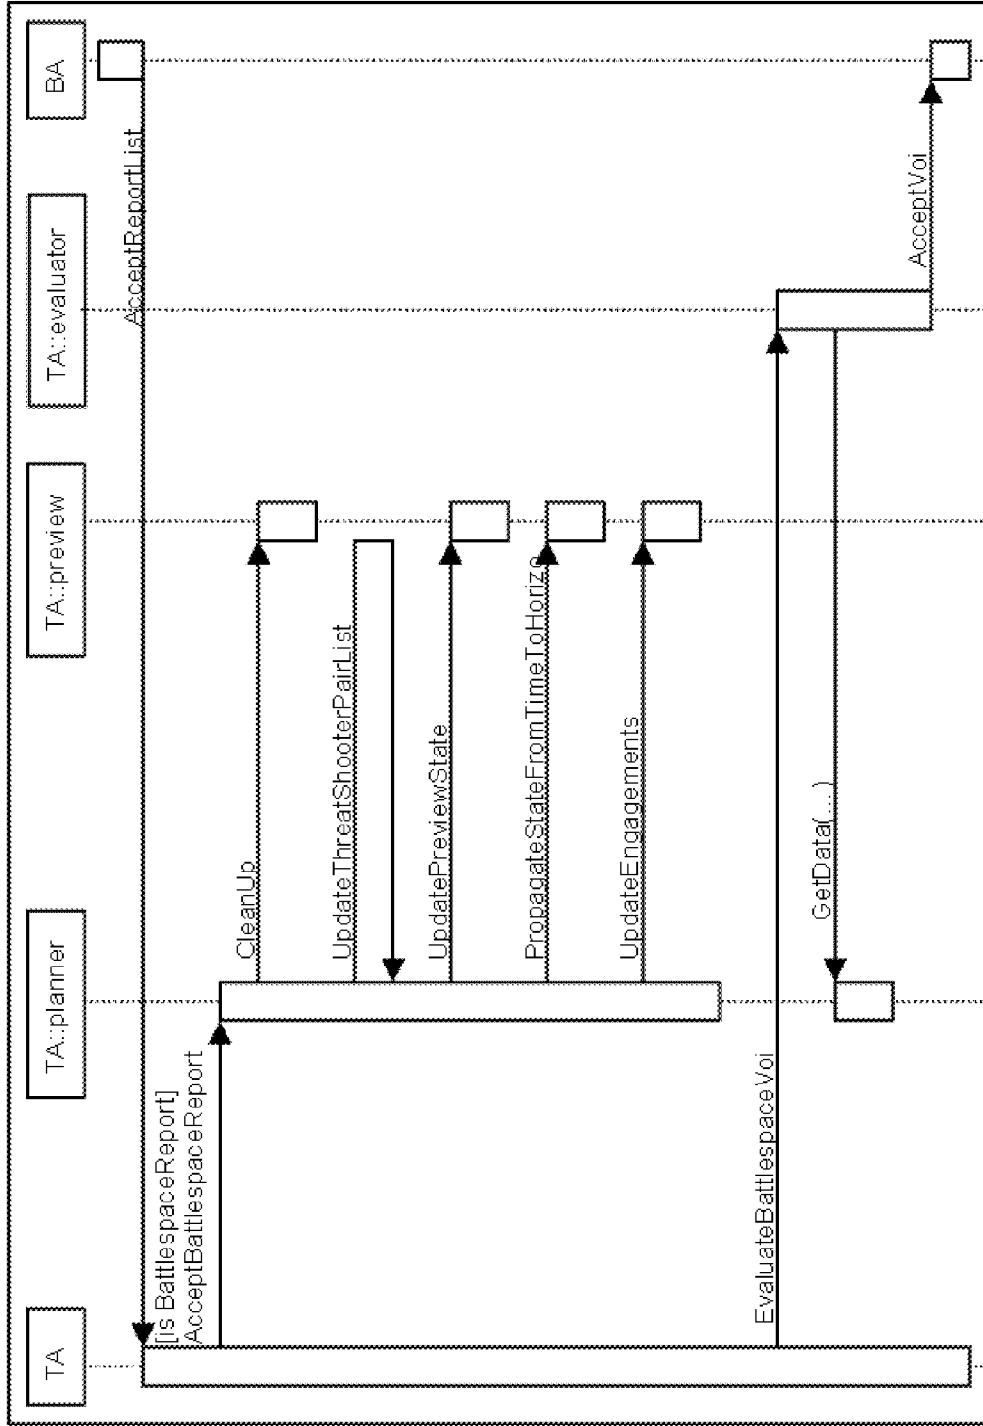 TA
TA::planner
TA::preview
TA::evaluator
BA
AcceptReportList
[is BattlespaceReport]
AcceptBattlespaceReport
CleanUp
UpdateThreatShooterPairList
UpdatePreviewState
PropagateStateFromTimeToHorizo
UpdateEngagements
EvaluateBattlespaceVoi
GetData(...)
AcceptVoi